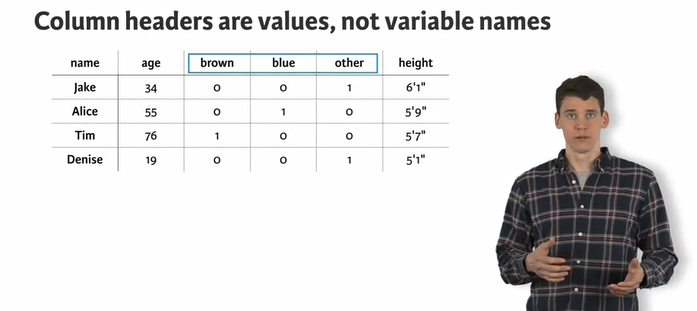 Column headers are values, not variable names
name age brown blue other height
Jake 34 0 0 1 6'1"
Alice 55 0 1 0 5'9"
Tim 76 1 0 0 5'7"
Denise 19 0 0 1 5'1"